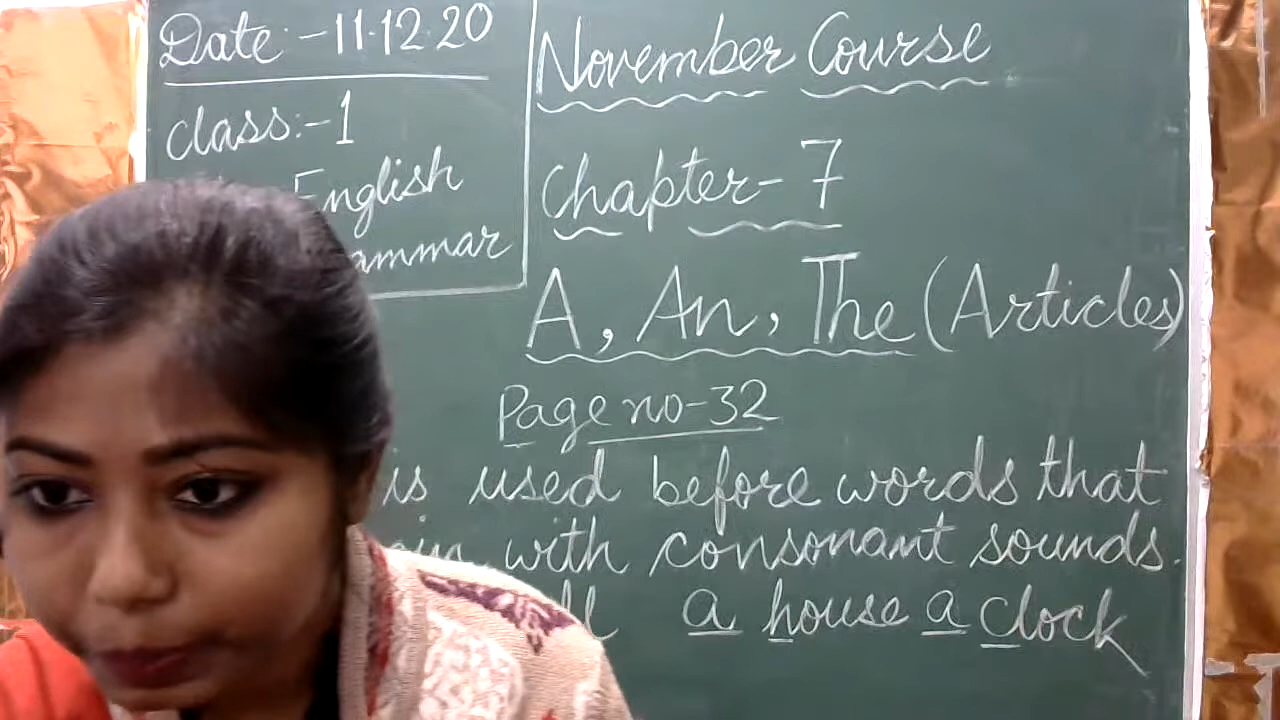 Date :- 11.12.20
class:- 1
English
ammar
November Course
Chapter - 7
A, An, The (Articles)
Page no - 32
is used before words that
with consonant sounds.
a house a clock